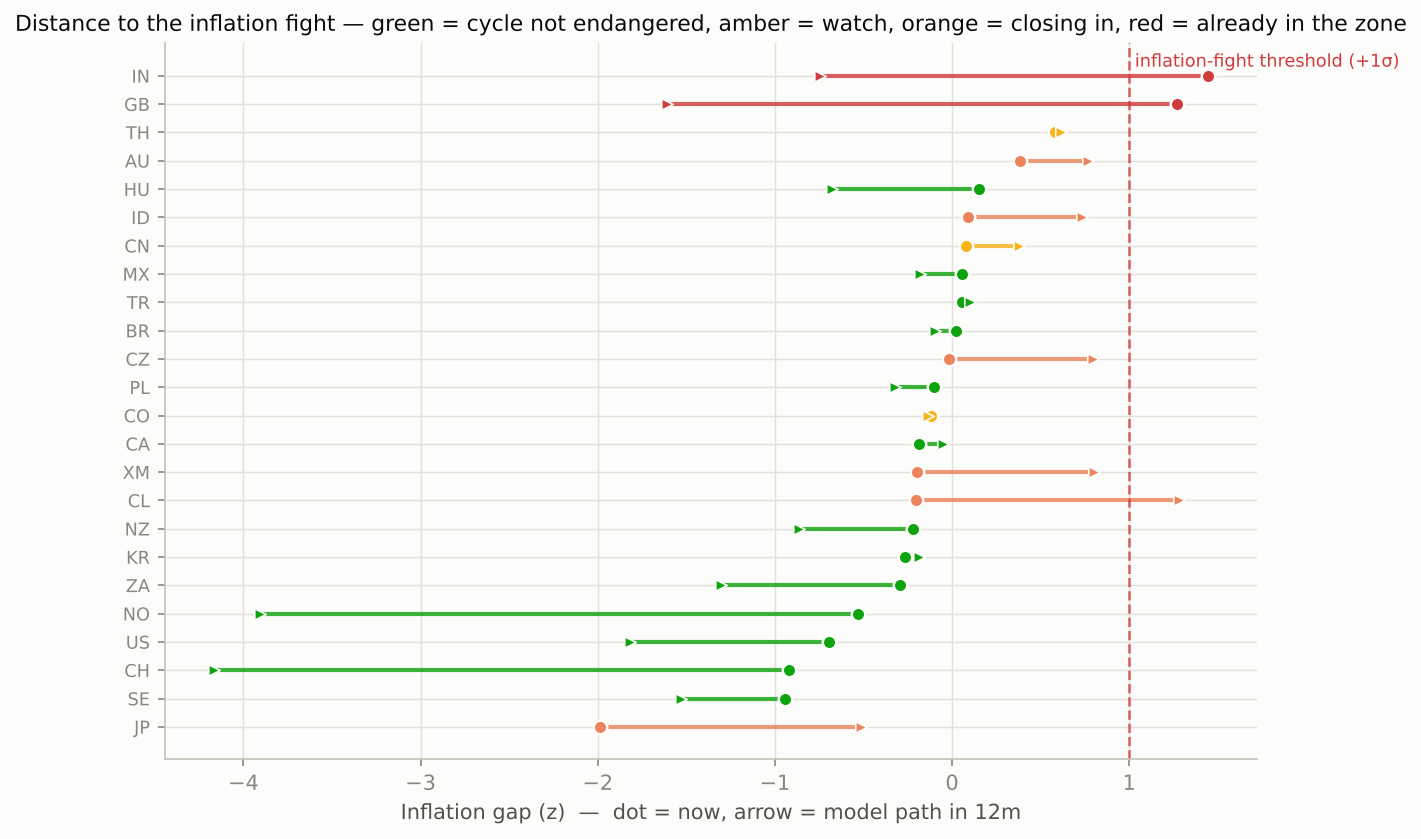 Distance to the inflation fight — green = cycle not endangered, amber = watch, orange = closing in, red = already in the zone
inflation-fight threshold (+1σ)
IN
GB
TH
AU
HU
ID
CN
MX
TR
BR
CZ
PL
CO
CA
XM
CL
NZ
KR
ZA
NO
US
CH
SE
JP
−4 −3 −2 −1 0 1
Inflation gap (z) — dot = now, arrow = model path in 12m